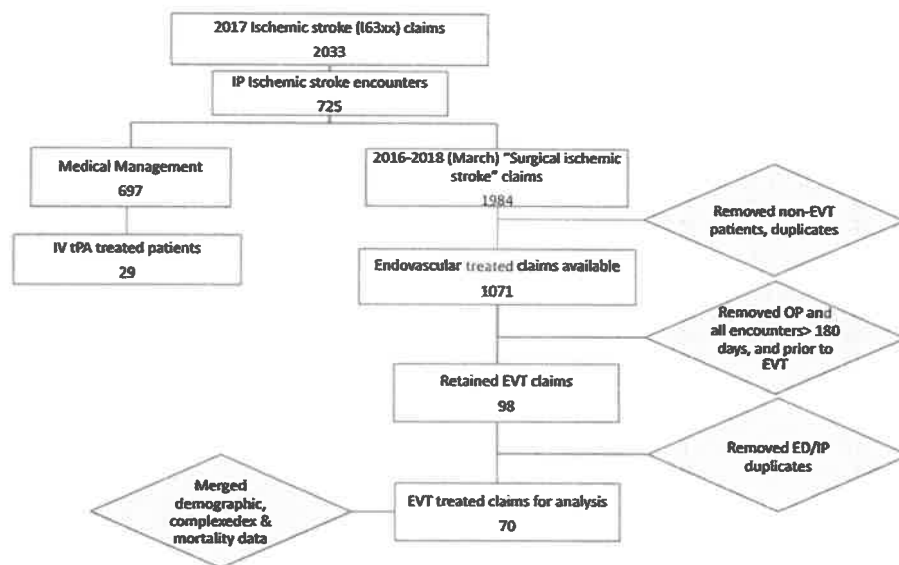 2017 Ischemic stroke (I63xx) claims
2033
IP Ischemic stroke encounters
725
Medical Management
697
2016-2018 (March) "Surgical ischemic
stroke" claims
1984
Removed non-EVT
patients, duplicates
IV tPA treated patients
29
Endovascular treated claims available
1071
Removed OP and
all encounters> 180
days, and prior to
EVT
Retained EVT claims
98
Removed ED/IP
duplicates
Merged
demographic,
complexedex &
mortality data
EVT treated claims for analysis
70